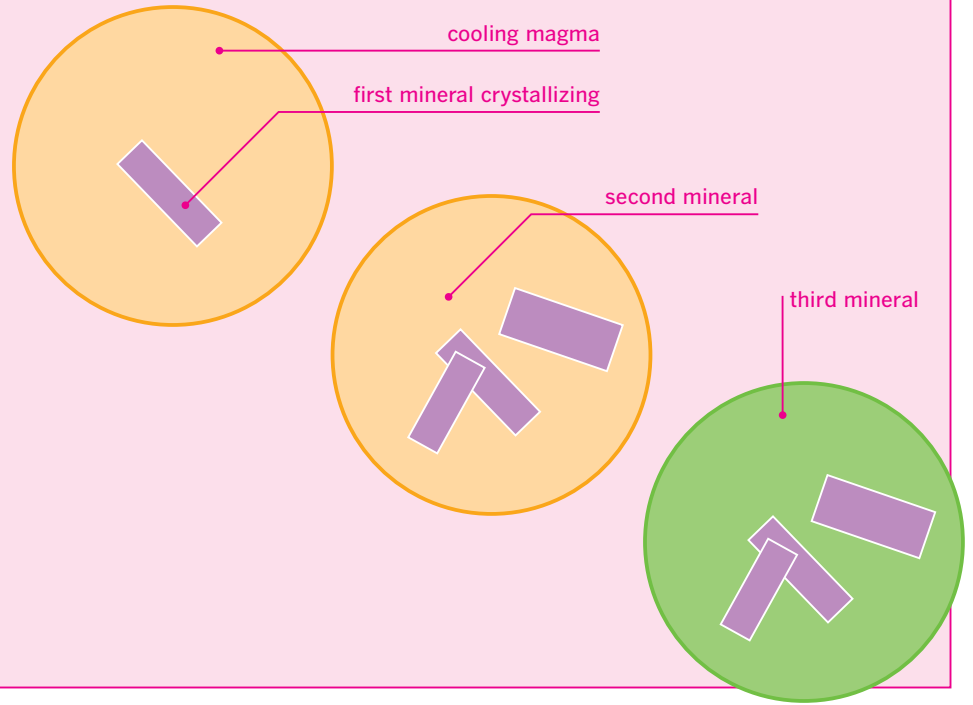 cooling magma
first mineral crystallizing
second mineral
third mineral